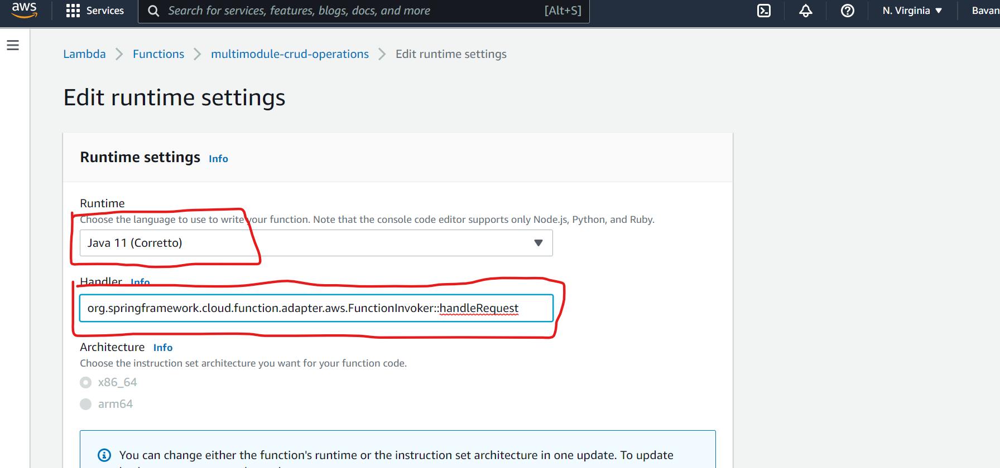 aws Services Search for services, features, blogs, docs, and more [Alt+S] N. Virginia Bavan
Lambda Functions multimodule-crud-operations Edit runtime settings
Edit runtime settings
Runtime settings Info
Runtime
Choose the language to use to write your function. Note that the console code editor supports only Node.js, Python, and Ruby.
Java 11 (Corretto)
Handler Info
org.springframework.cloud.function.adapter.aws.FunctionInvoker::handleRequest
Architecture Info
Choose the instruction set architecture you want for your function code.
x86_64
arm64
You can change either the function's runtime or the instruction set architecture in one update. To update